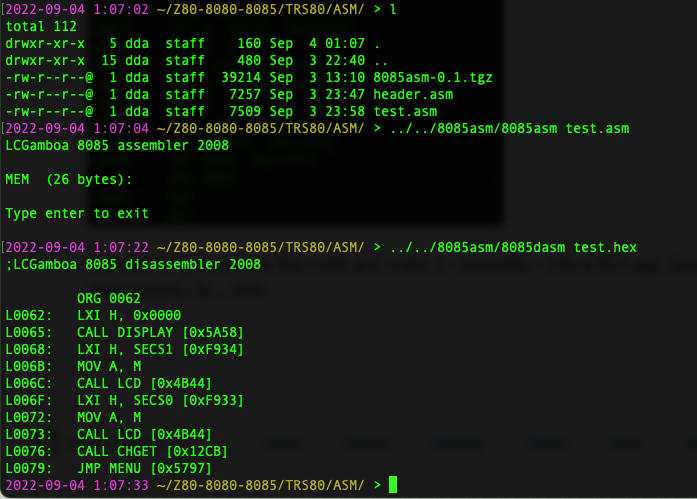 [2022-09-04 1:07:02 ~/Z80-8080-8085/TRS80/ASM/ > l
total 112
drwxr-xr-x   5 dda  staff    160 Sep  4 01:07 .
drwxr-xr-x  15 dda  staff    480 Sep  3 22:40 ..
-rw-r--r--@  1 dda  staff  39214 Sep  3 13:10 8085asm-0.1.tgz
-rw-r--r--@  1 dda  staff   7257 Sep  3 23:47 header.asm
-rw-r--r--@  1 dda  staff   7509 Sep  3 23:58 test.asm
[2022-09-04 1:07:04 ~/Z80-8080-8085/TRS80/ASM/ > ../../8085asm/8085asm test.asm
LCGamboa 8085 assembler 2008
MEM  (26 bytes):
Type enter to exit
[2022-09-04 1:07:22 ~/Z80-8080-8085/TRS80/ASM/ > ../../8085asm/8085dasm test.hex
;LCGamboa 8085 disassembler 2008
ORG 0062
L0062:   LXI H, 0x0000
L0065:   CALL DISPLAY [0x5A58]
L0068:   LXI H, SECS1 [0xF934]
L006B:   MOV A, M
L006C:   CALL LCD [0x4B44]
L006F:   LXI H, SECS0 [0xF933]
L0072:   MOV A, M
L0073:   CALL LCD [0x4B44]
L0076:   CALL CHGET [0x12CB]
L0079:   JMP MENU [0x5797]
2022-09-04 1:07:33 ~/Z80-8080-8085/TRS80/ASM/ >